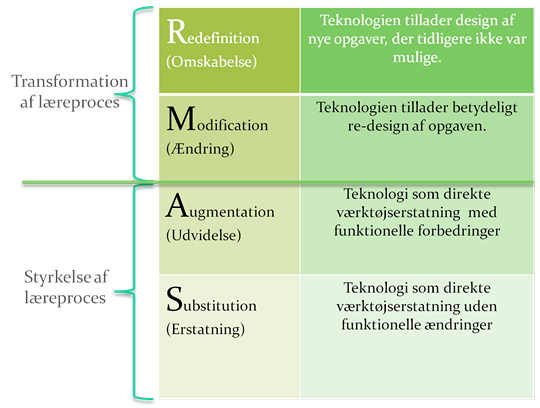 Transformation
af læreproces
Redefinition
(Omskabelse)
Teknologien tillader design af
nye opgaver, der tidligere ikke var
mulige.
Modification
(Ændring)
Teknologien tillader betydeligt
re-design af opgaven.
Styrkelse af
læreproces
Augmentation
(Udvidelse)
Teknologi som direkte
værktøjserstatning med
funktionelle forbedringer
Substitution
(Erstatning)
Teknologi som direkte
værktøjserstatning uden
funktionelle ændringer